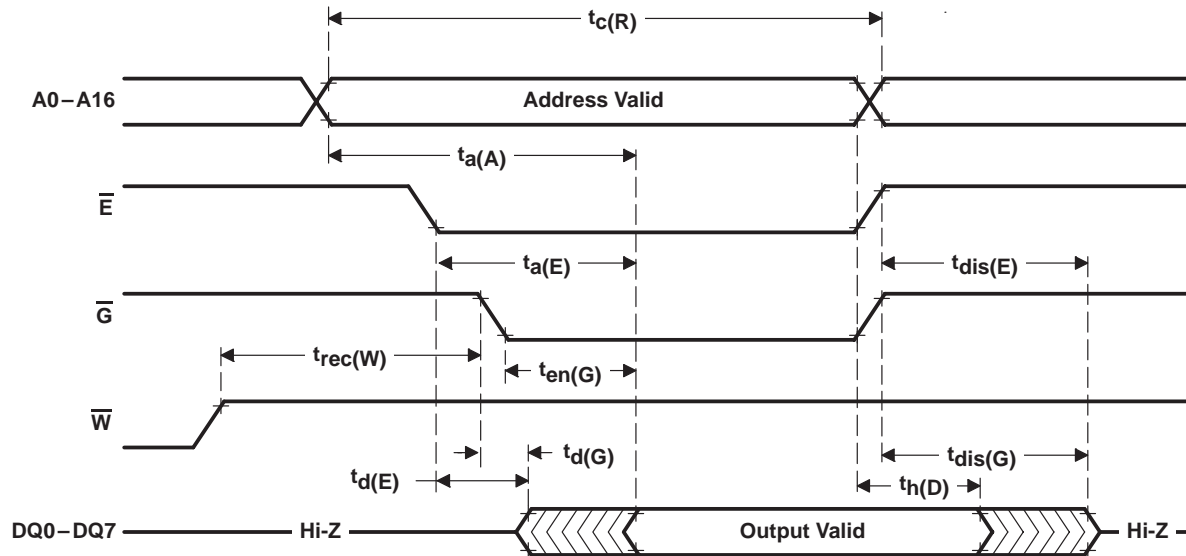 tc(R)
A0–A16
Address Valid
ta(A)
E
ta(E)
tdis(E)
G
trec(W)
ten(G)
W
td(G)
tdis(G)
td(E)
th(D)
DQ0–DQ7
Hi-Z
Output Valid
Hi-Z